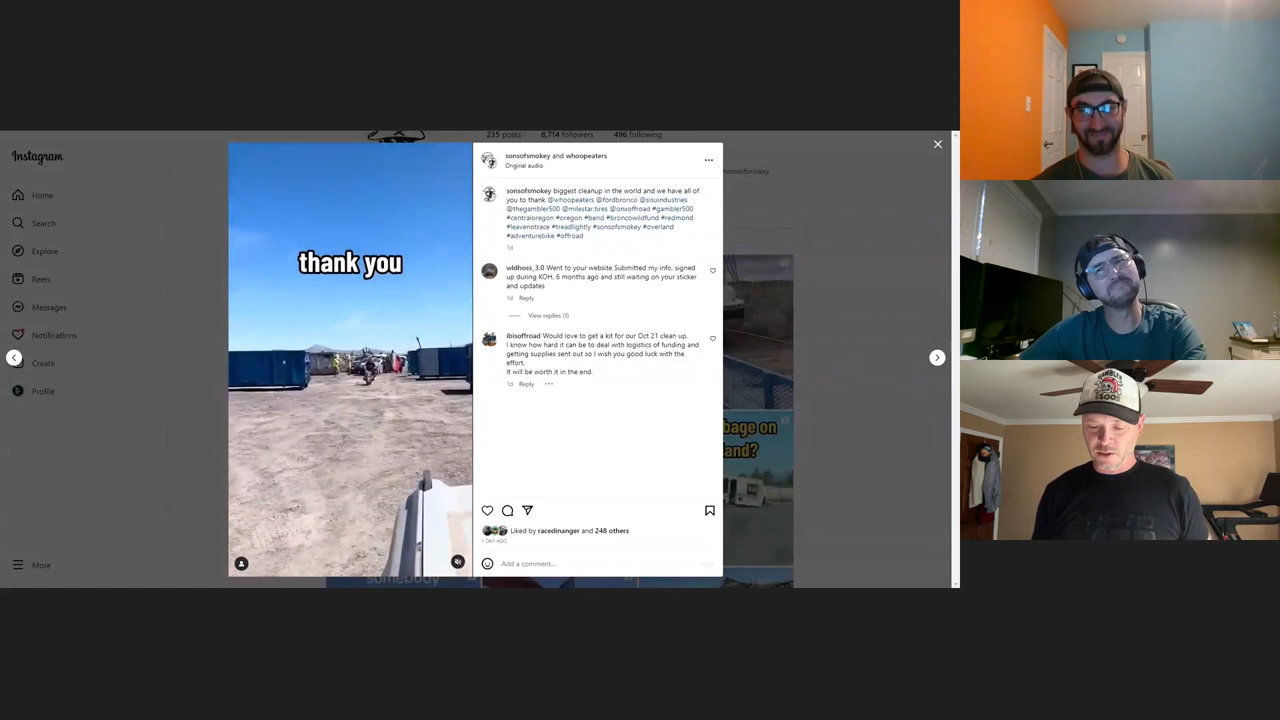 235 posts 8,714 followers 496 following
Instagram
Home
Search
Explore
Reels
Messages
Notifications
Create
Profile
More
thank you
sonsofsmokey and whoopeaters
Original audio
sonsofsmokey biggest cleanup in the world and we have all of
you to thank @whoopeaters @fordbronco @sisuindustries
@thegambler500 @milestar.tires @onxoffroad #gambler500
#centraloregon #oregon #bend #broncowildfund #redmond
#leavenotrace #treadlightly #sonsofsmokey #overland
#adventurebike #offroad
1d
wldhoss_3.0 Went to your website Submitted my info, signed
up during KOH. 6 months ago and still waiting on your sticker
and updates
1d Reply
View replies (1)
ibisoffroad Would love to get a kit for our Oct 21 clean up.
I know how hard it can be to deal with logistics of funding and
getting supplies sent out so I wish you good luck with the
effort.
It will be worth it in the end.
1d Reply
Liked by racedinanger and 248 others
1 DAY AGO
Add a comment...
sonsofsmokey
bage on
and?
somebody
GAMBLER
500